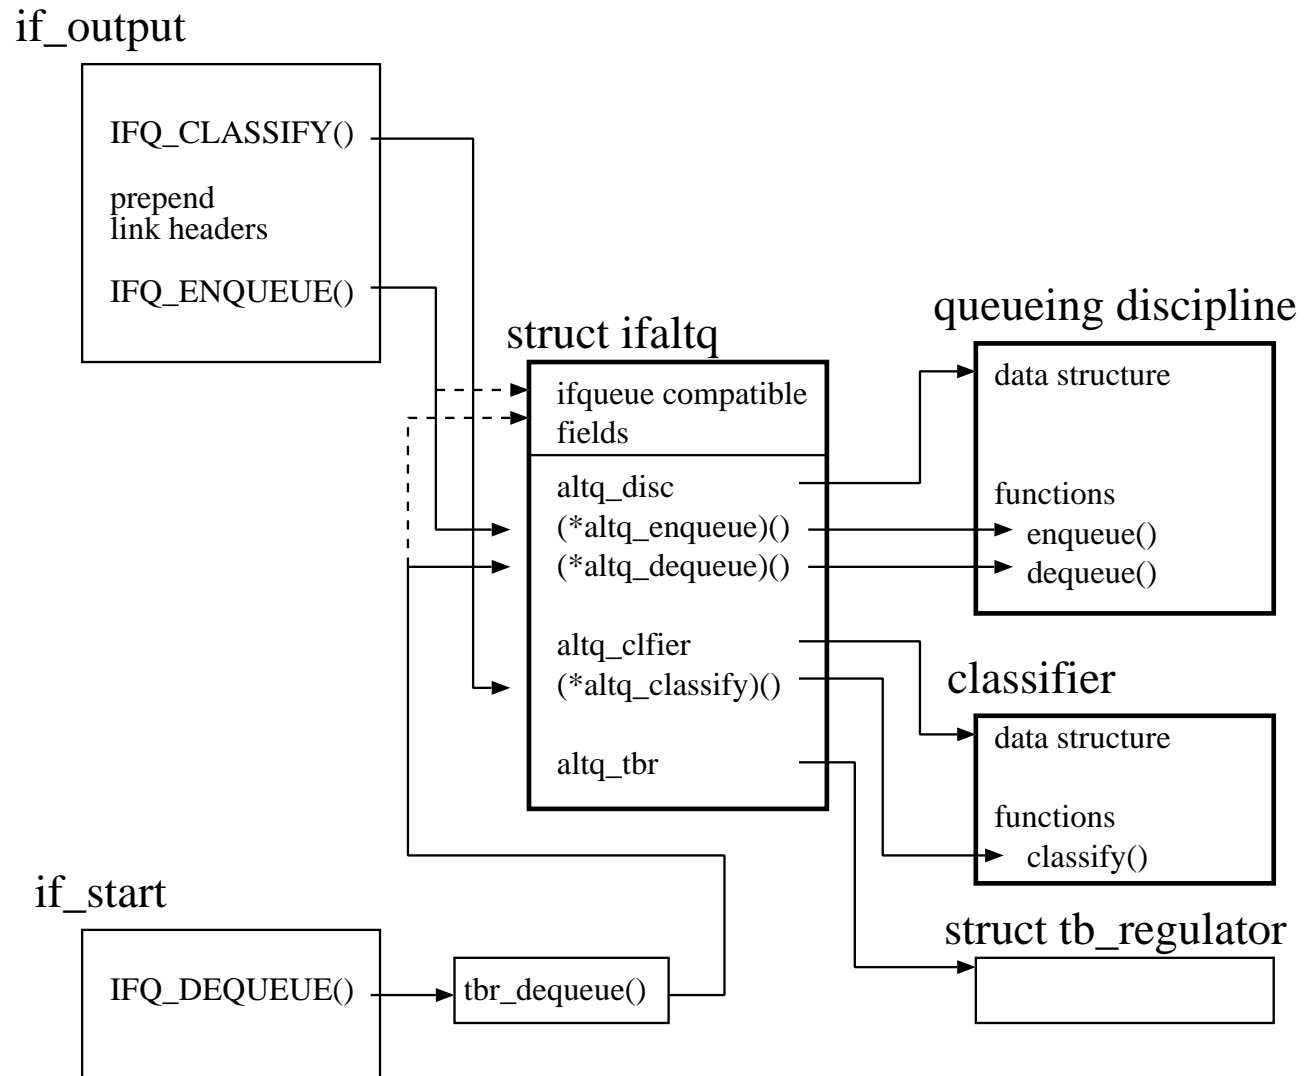 if_output
IFQ_CLASSIFY()
prepend
link headers
IFQ_ENQUEUE()
struct ifaltq
ifqueue compatible
fields
altq_disc
(*altq_enqueue)()
(*altq_dequeue)()
altq_clfier
(*altq_classify)()
altq_tbr
queueing discipline
data structure
functions
enqueue()
dequeue()
classifier
data structure
functions
classify()
struct tb_regulator
if_start
IFQ_DEQUEUE()
tbr_dequeue()